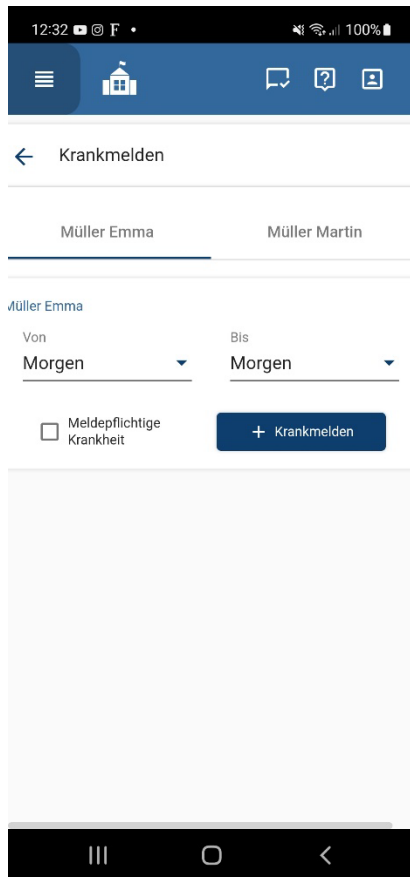 12:32 F • 100%
Krankmelden
Müller Emma Müller Martin
Müller Emma
Von Bis
Morgen Morgen
Meldepflichtige
Krankheit
+ Krankmelden